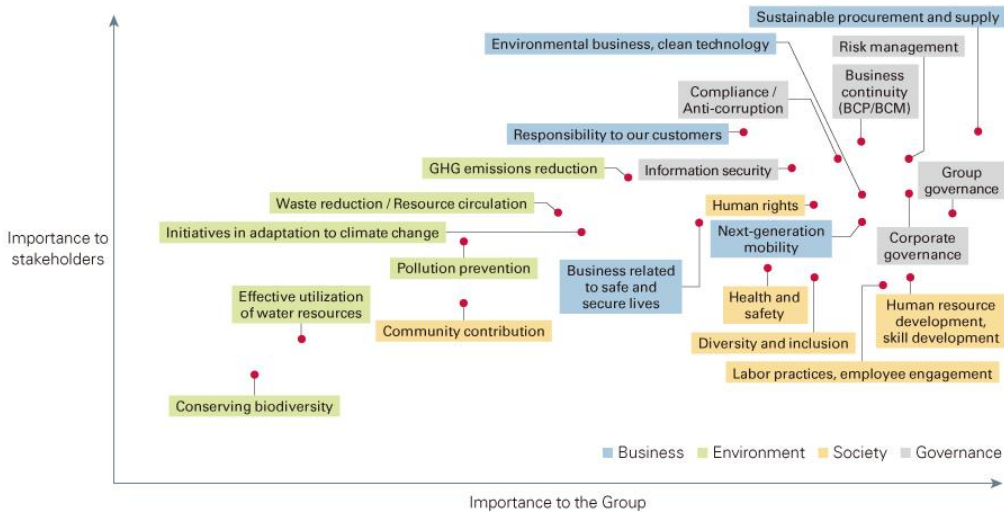 Sustainable procurement and supply
Environmental business, clean technology
Risk management
Business
continuity
(BCP/BCM)
Compliance /
Anti-corruption
Responsibility to our customers
GHG emissions reduction
Information security
Group
governance
Waste reduction / Resource circulation
Human rights
Initiatives in adaptation to climate change
Next-generation
mobility
Importance to
stakeholders
Corporate
governance
Pollution prevention
Business related
to safe and
secure lives
Effective utilization
of water resources
Health and
safety
Human resource
development,
skill development
Community contribution
Diversity and inclusion
Labor practices, employee engagement
Conserving biodiversity
Business
Environment
Society
Governance
Importance to the Group